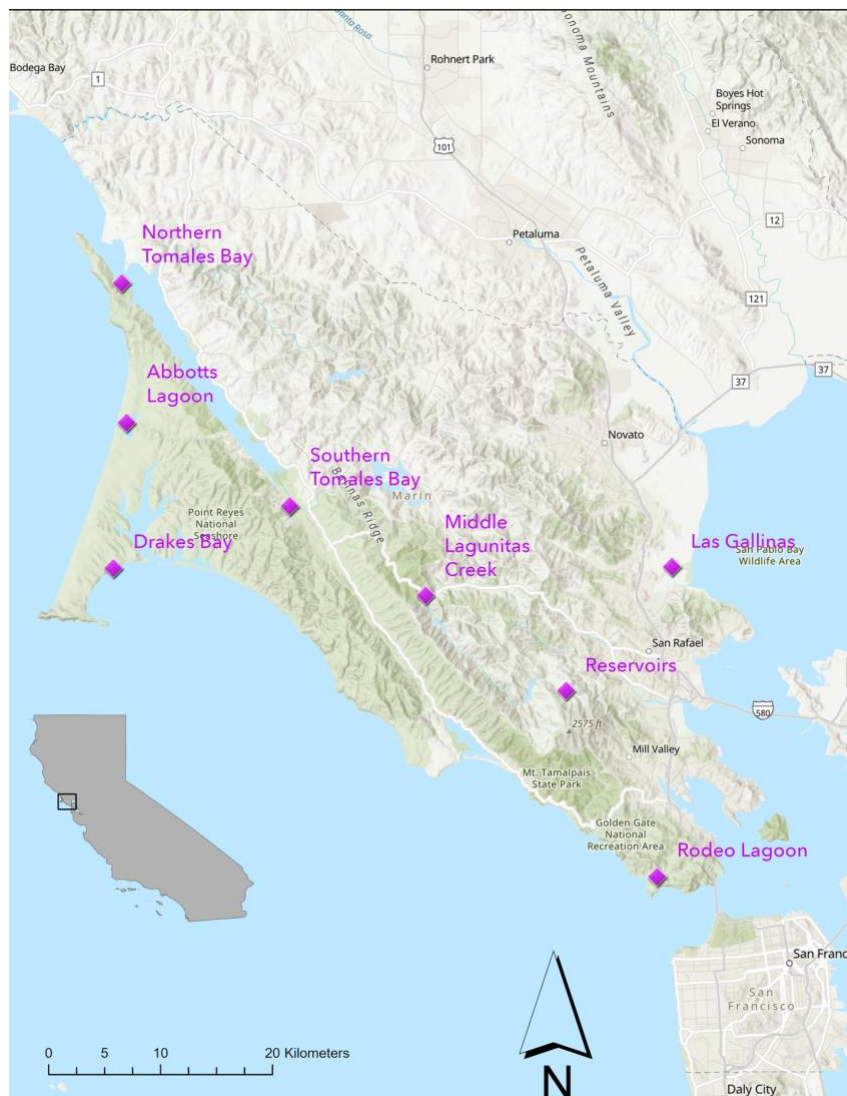 Santa Rosa
Sonoma Mountains
Rohnert Park
Bodega Bay
1
Boyes Hot
Springs
El Verano
Sonoma
101
12
Northern
Tomales Bay
Petaluma
Petaluma Valley
121
37
37
Abbotts
Lagoon
Novato
Southern
Tomales Bay
Bolinas Ridge
Marin
Point Reyes
National
Seashore
Middle
Lagunitas
Creek
Drakes Bay
Las Gallinas
San Pablo Bay
Wildlife Area
San Rafael
Reservoirs
580
2575 ft
Mill Valley
Mt. Tamalpais
State Park
Golden Gate
National
Recreation Area
Rodeo Lagoon
San Franc
San
Francisco
0 5 10 20 Kilometers
N
Daly City